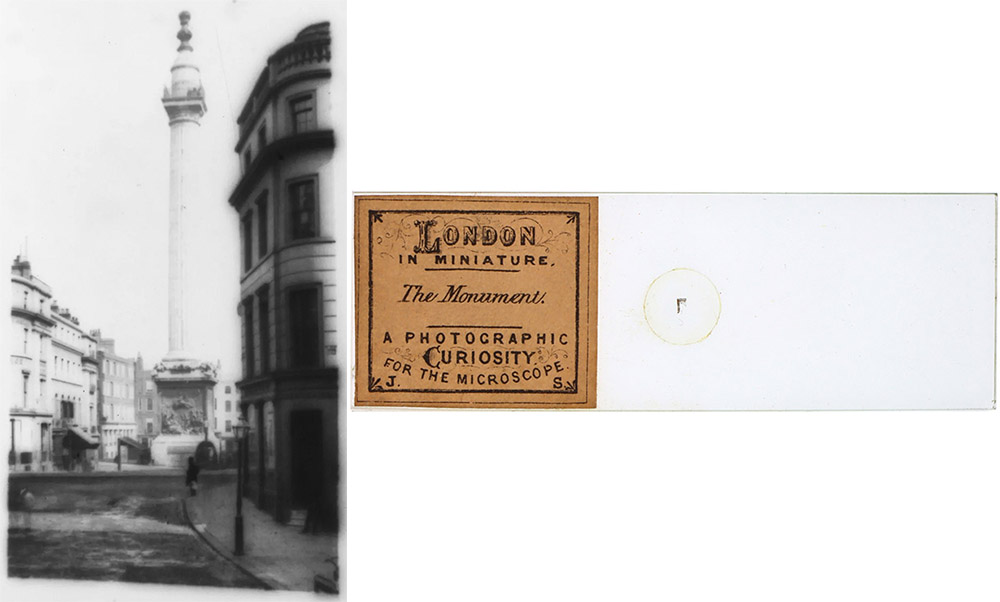 LONDON
IN MINIATURE.
The Monument.
A PHOTOGRAPHIC
CURIOSITY.
FOR THE MICROSCOPE.
J. S.